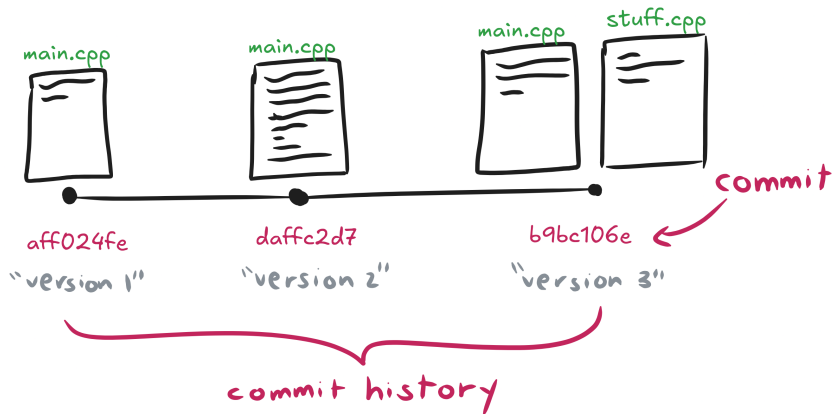 main.cpp
main.cpp
main.cpp
stuff.cpp
commit
aff024fe
daffc2d7
b9bc106e
"version 1"
"version 2"
"version 3"
commit history